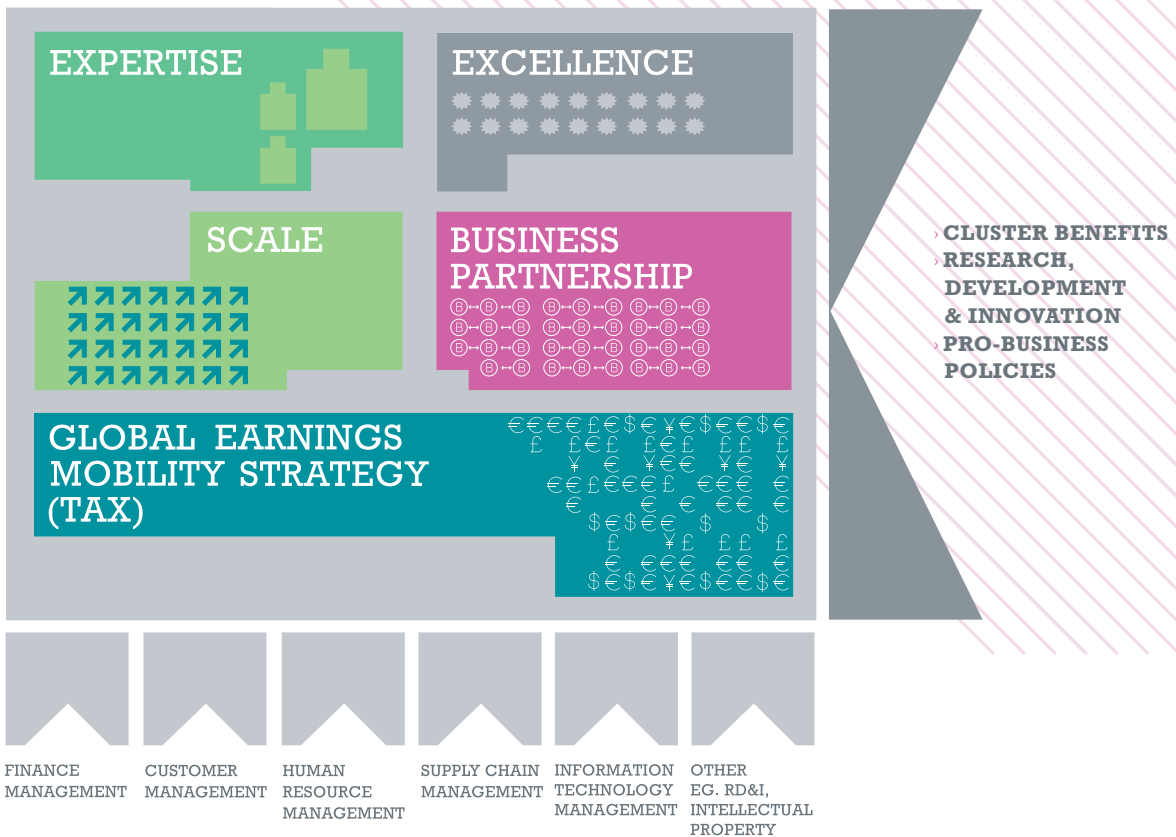 EXPERTISE
EXCELLENCE
SCALE
BUSINESS
PARTNERSHIP
B B B B B B B B B
B B B B B B B B B
B B B B B B B B B
B B B B B B B B
GLOBAL EARNINGS
MOBILITY STRATEGY
(TAX)
€ € € € £ € $ € ¥ € $ € € $ €
£ £ € £ £ € £ £ £ £
¥ € ¥ € € ¥ € ¥
€ € £ € € € £ € € € €
€ € € € € €
$ € $ € € $ $
£ ¥ £ £ £ £
€ € € € € € €
$ € $ € ¥ € $ € € $ €
› CLUSTER BENEFITS
› RESEARCH,
DEVELOPMENT
& INNOVATION
› PRO-BUSINESS
POLICIES
FINANCE
MANAGEMENT
CUSTOMER
MANAGEMENT
HUMAN
RESOURCE
MANAGEMENT
SUPPLY CHAIN
MANAGEMENT
INFORMATION
TECHNOLOGY
MANAGEMENT
OTHER
EG. RD&I,
INTELLECTUAL
PROPERTY